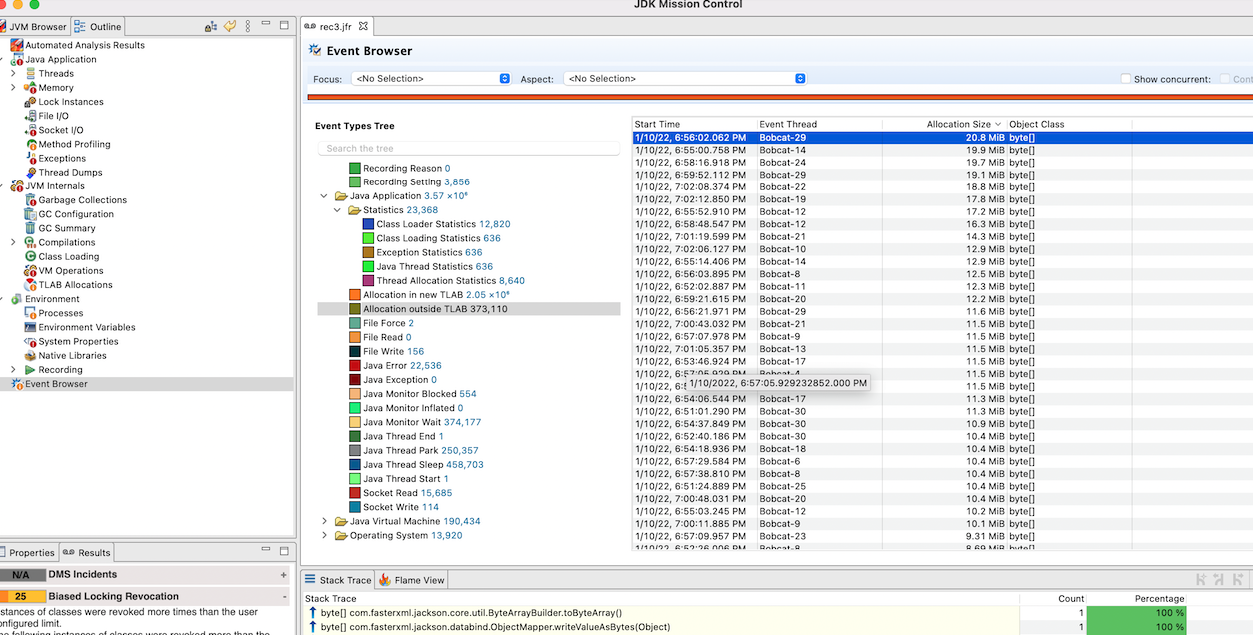 JDK Mission Control
JVM Browser
Outline
Automated Analysis Results
Java Application
Threads
Memory
Lock Instances
File I/O
Socket I/O
Method Profiling
Exceptions
Thread Dumps
JVM Internals
Garbage Collections
GC Configuration
GC Summary
Compilations
Class Loading
VM Operations
TLAB Allocations
Environment
Processes
Environment Variables
System Properties
Native Libraries
Recording
Event Browser
Properties
Results
N/A DMS Incidents +
25 Biased Locking Revocation -
stances of classes were revoked more times than the user
nfigured limit.
he following instances of classes were revoked more than the
rec3.jfr
Event Browser
Focus: <No Selection> Aspect: <No Selection> Show concurrent: Cont
Event Types Tree
Search the tree
Recording Reason 0
Recording Setting 3,856
Java Application 3.57 ×10⁶
Statistics 23,368
Class Loader Statistics 12,820
Class Loading Statistics 636
Exception Statistics 636
Java Thread Statistics 636
Thread Allocation Statistics 8,640
Allocation in new TLAB 2.05 ×10⁶
Allocation outside TLAB 373,110
File Force 2
File Read 0
File Write 156
Java Error 22,536
Java Exception 0
Java Monitor Blocked 554
Java Monitor Inflated 0
Java Monitor Wait 374,177
Java Thread End 1
Java Thread Park 250,357
Java Thread Sleep 458,703
Java Thread Start 1
Socket Read 15,685
Socket Write 114
Java Virtual Machine 190,434
Operating System 13,920
Start Time Event Thread Allocation Size Object Class
1/10/22, 6:56:02.062 PM Bobcat-29 20.8 MiB byte[]
1/10/22, 6:55:00.758 PM Bobcat-14 19.9 MiB byte[]
1/10/22, 6:58:16.918 PM Bobcat-24 19.7 MiB byte[]
1/10/22, 6:59:52.112 PM Bobcat-29 19.1 MiB byte[]
1/10/22, 7:02:08.374 PM Bobcat-22 18.8 MiB byte[]
1/10/22, 7:02:12.850 PM Bobcat-19 17.8 MiB byte[]
1/10/22, 6:55:52.910 PM Bobcat-12 17.2 MiB byte[]
1/10/22, 6:58:48.547 PM Bobcat-12 16.3 MiB byte[]
1/10/22, 7:01:19.599 PM Bobcat-21 14.3 MiB byte[]
1/10/22, 7:02:06.127 PM Bobcat-10 12.9 MiB byte[]
1/10/22, 6:55:14.406 PM Bobcat-14 12.9 MiB byte[]
1/10/22, 6:56:03.895 PM Bobcat-8 12.5 MiB byte[]
1/10/22, 6:52:02.887 PM Bobcat-11 12.3 MiB byte[]
1/10/22, 6:59:21.615 PM Bobcat-20 12.2 MiB byte[]
1/10/22, 6:56:21.971 PM Bobcat-29 11.6 MiB byte[]
1/10/22, 7:00:43.032 PM Bobcat-21 11.5 MiB byte[]
1/10/22, 6:57:07.978 PM Bobcat-9 11.5 MiB byte[]
1/10/22, 7:01:05.357 PM Bobcat-13 11.5 MiB byte[]
1/10/22, 6:53:46.924 PM Bobcat-17 11.5 MiB byte[]
1/10/22, 6:57:05.929 PM Bobcat-4 11.5 MiB byte[]
1/10/22, 6:5 11.5 MiB byte[]
1/10/2022, 6:57:05.929232852.000 PM
1/10/22, 6:54:06.544 PM Bobcat-17 11.3 MiB byte[]
1/10/22, 6:51:01.290 PM Bobcat-30 11.3 MiB byte[]
1/10/22, 6:54:37.849 PM Bobcat-30 10.9 MiB byte[]
1/10/22, 6:52:40.186 PM Bobcat-30 10.4 MiB byte[]
1/10/22, 6:54:18.936 PM Bobcat-18 10.4 MiB byte[]
1/10/22, 6:57:29.584 PM Bobcat-6 10.4 MiB byte[]
1/10/22, 6:57:38.810 PM Bobcat-8 10.4 MiB byte[]
1/10/22, 6:51:24.889 PM Bobcat-25 10.4 MiB byte[]
1/10/22, 7:00:48.031 PM Bobcat-20 10.4 MiB byte[]
1/10/22, 6:55:03.245 PM Bobcat-12 10.2 MiB byte[]
1/10/22, 7:00:11.885 PM Bobcat-9 10.1 MiB byte[]
1/10/22, 6:57:09.957 PM Bobcat-23 9.31 MiB byte[]
1/10/22, 6:52:26.006 PM Bobcat-8 8.69 MiB byte[]
Stack Trace
Flame View
Stack Trace Count Percentage
byte[] com.fasterxml.jackson.core.util.ByteArrayBuilder.toByteArray() 1 100 %
byte[] com.fasterxml.jackson.databind.ObjectMapper.writeValueAsBytes(Object) 1 100 %